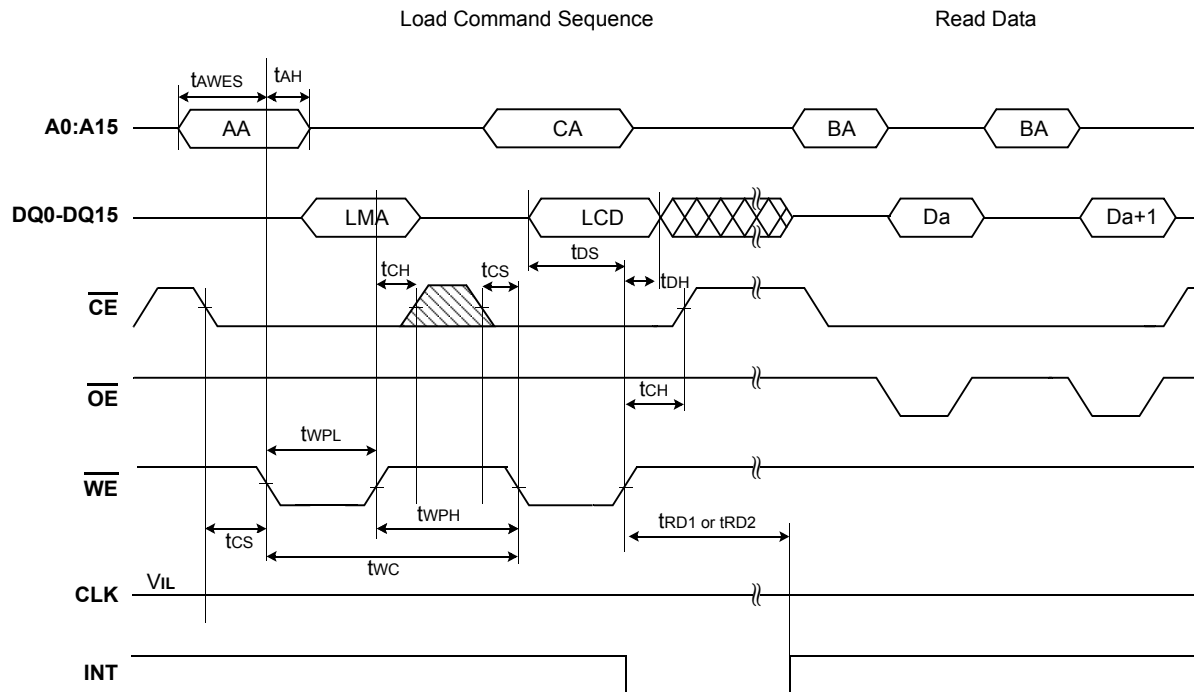 Load Command Sequence Read Data
tAWES tAH
A0:A15 AA CA BA BA
DQ0-DQ15 LMA LCD Da Da+1
tCH tCS tDS tDH
CE
OE tCH
tWPL
WE
tWPH tRD1 or tRD2
tCS tWC
VIL
CLK
INT